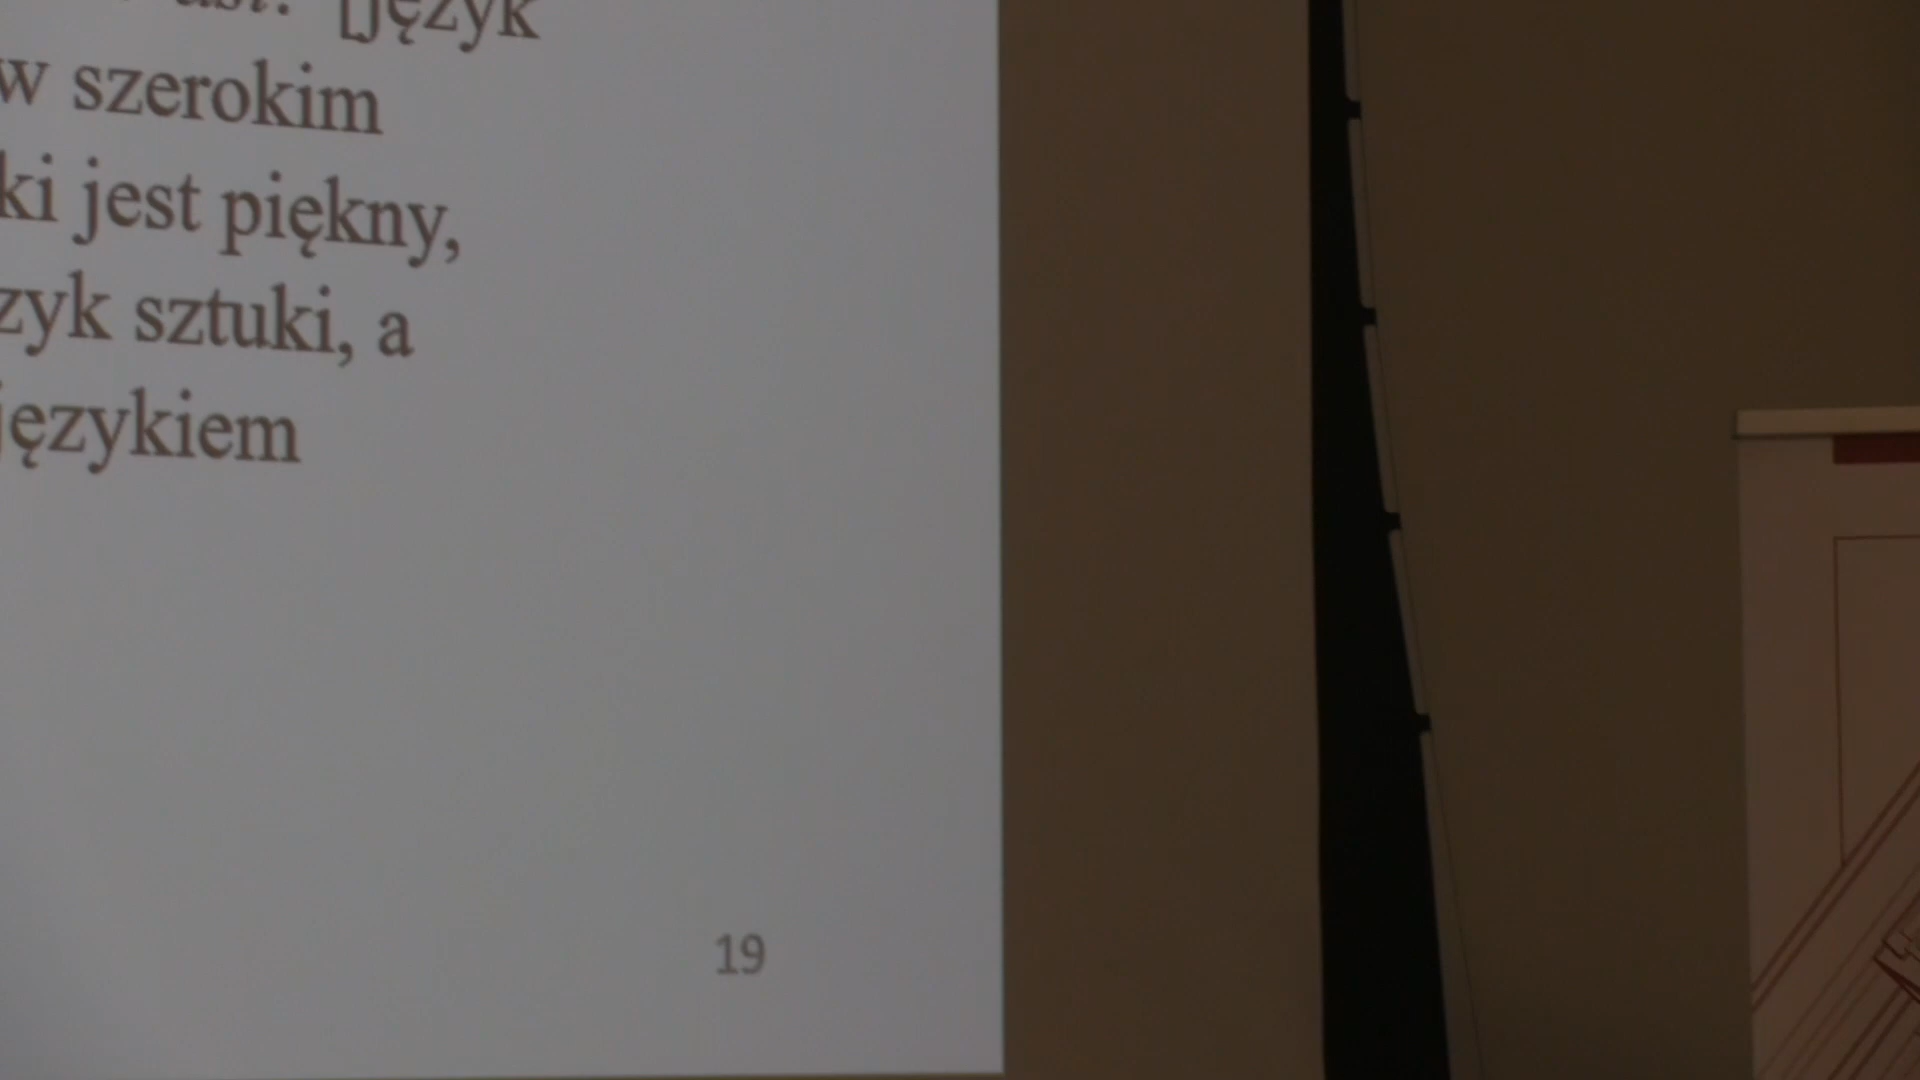 [język
w szerokim
ki jest piękny,
zyk sztuki, a
językiem
19